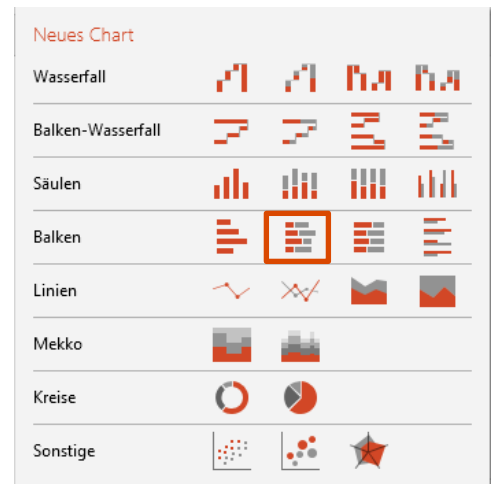 Neues Chart
Wasserfall
Balken-Wasserfall
Säulen
Balken
Linien
Mekko
Kreise
Sonstige